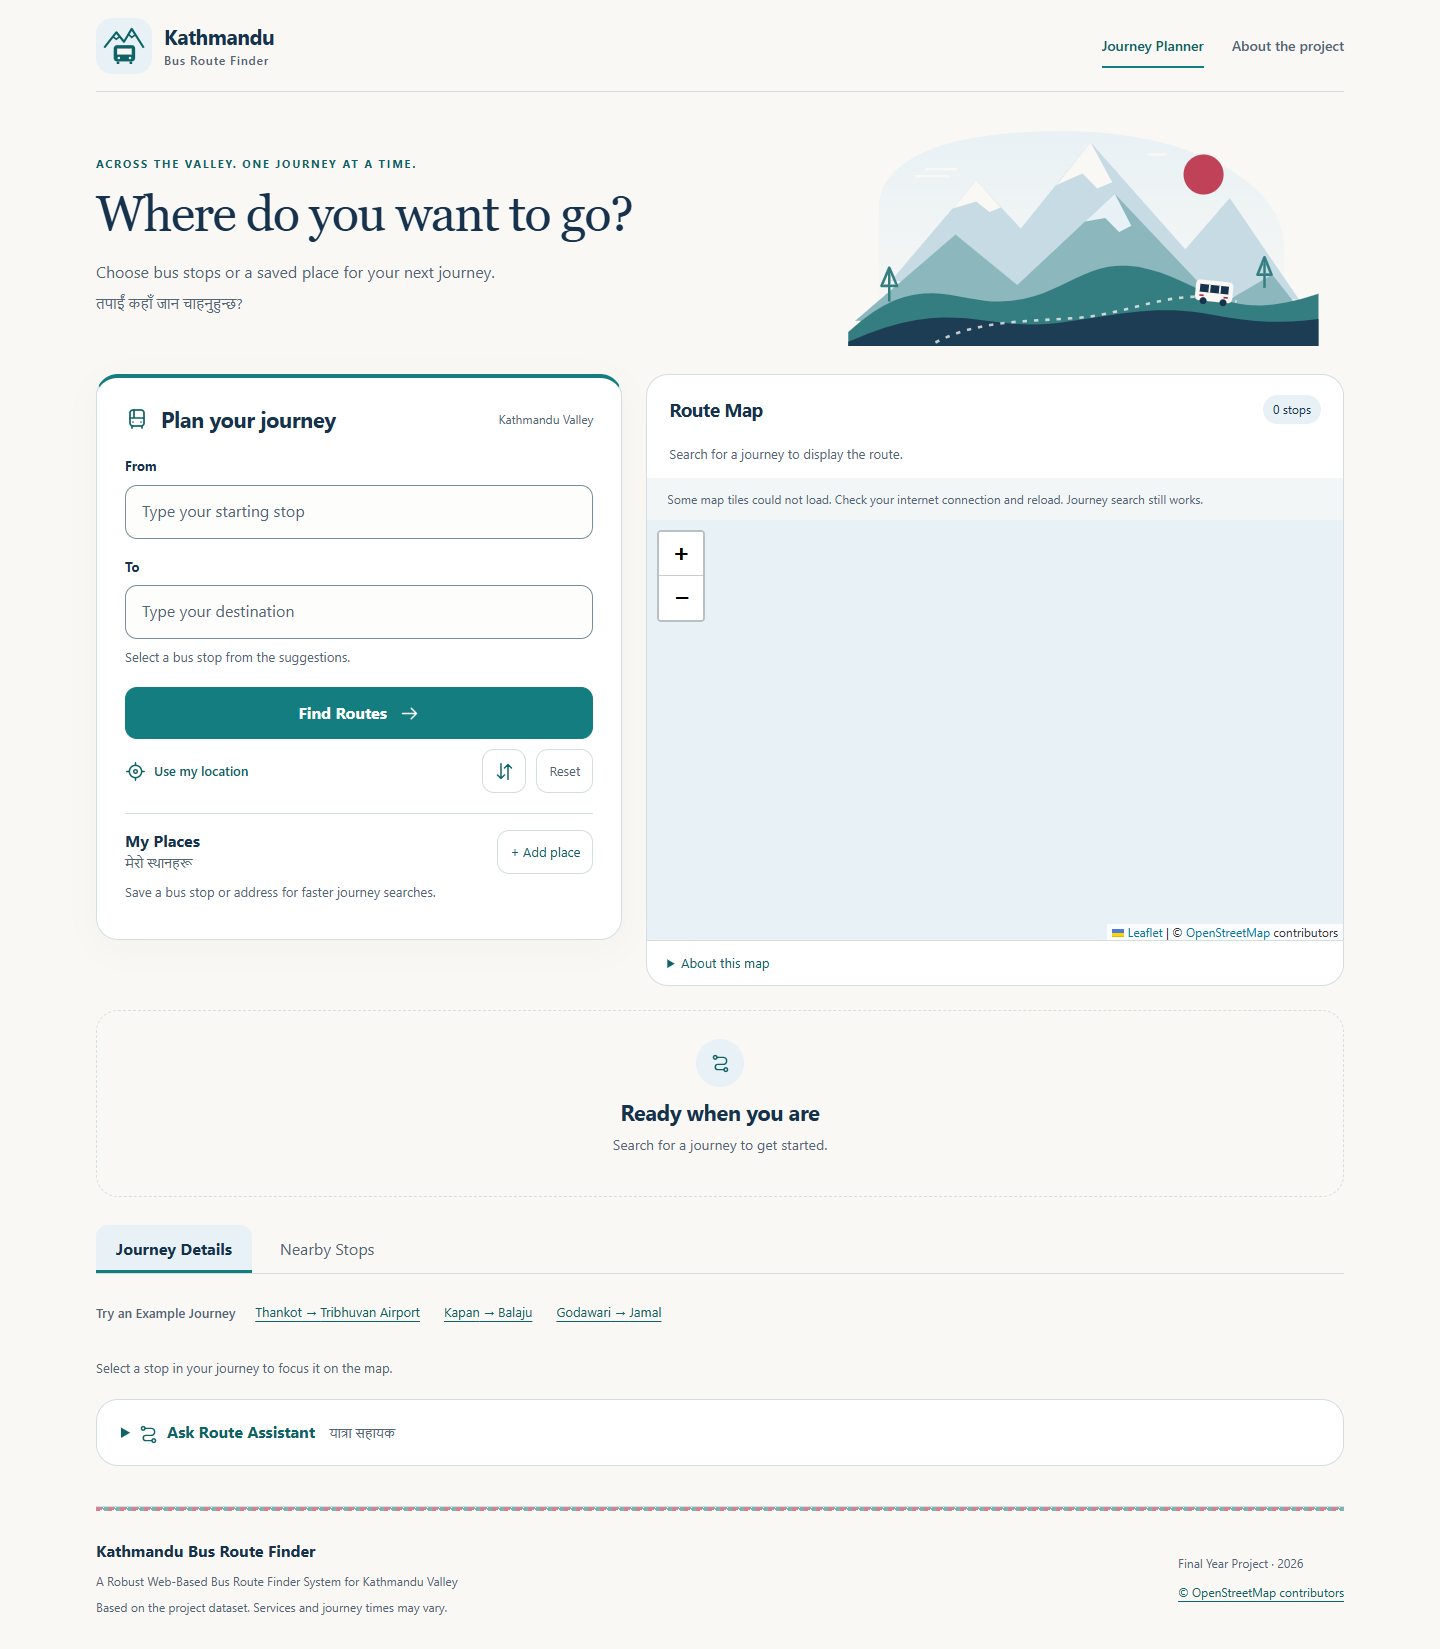 Kathmandu
Bus Route Finder
Journey Planner
About the project
ACROSS THE VALLEY. ONE JOURNEY AT A TIME.
Where do you want to go?
Choose bus stops or a saved place for your next journey.
तपाईं कहाँ जान चाहनुहुन्छ?
Plan your journey
Kathmandu Valley
From
Type your starting stop
To
Type your destination
Select a bus stop from the suggestions.
Find Routes →
Use my location
Reset
My Places
मेरो स्थानहरू
+ Add place
Save a bus stop or address for faster journey searches.
Route Map
0 stops
Search for a journey to display the route.
Some map tiles could not load. Check your internet connection and reload. Journey search still works.
+
−
Leaflet | © OpenStreetMap contributors
About this map
Ready when you are
Search for a journey to get started.
Journey Details
Nearby Stops
Try an Example Journey
Thankot → Tribhuvan Airport
Kapan → Balaju
Godawari → Jamal
Select a stop in your journey to focus it on the map.
Ask Route Assistant यात्रा सहायक
Kathmandu Bus Route Finder
A Robust Web-Based Bus Route Finder System for Kathmandu Valley
Based on the project dataset. Services and journey times may vary.
Final Year Project · 2026
© OpenStreetMap contributors